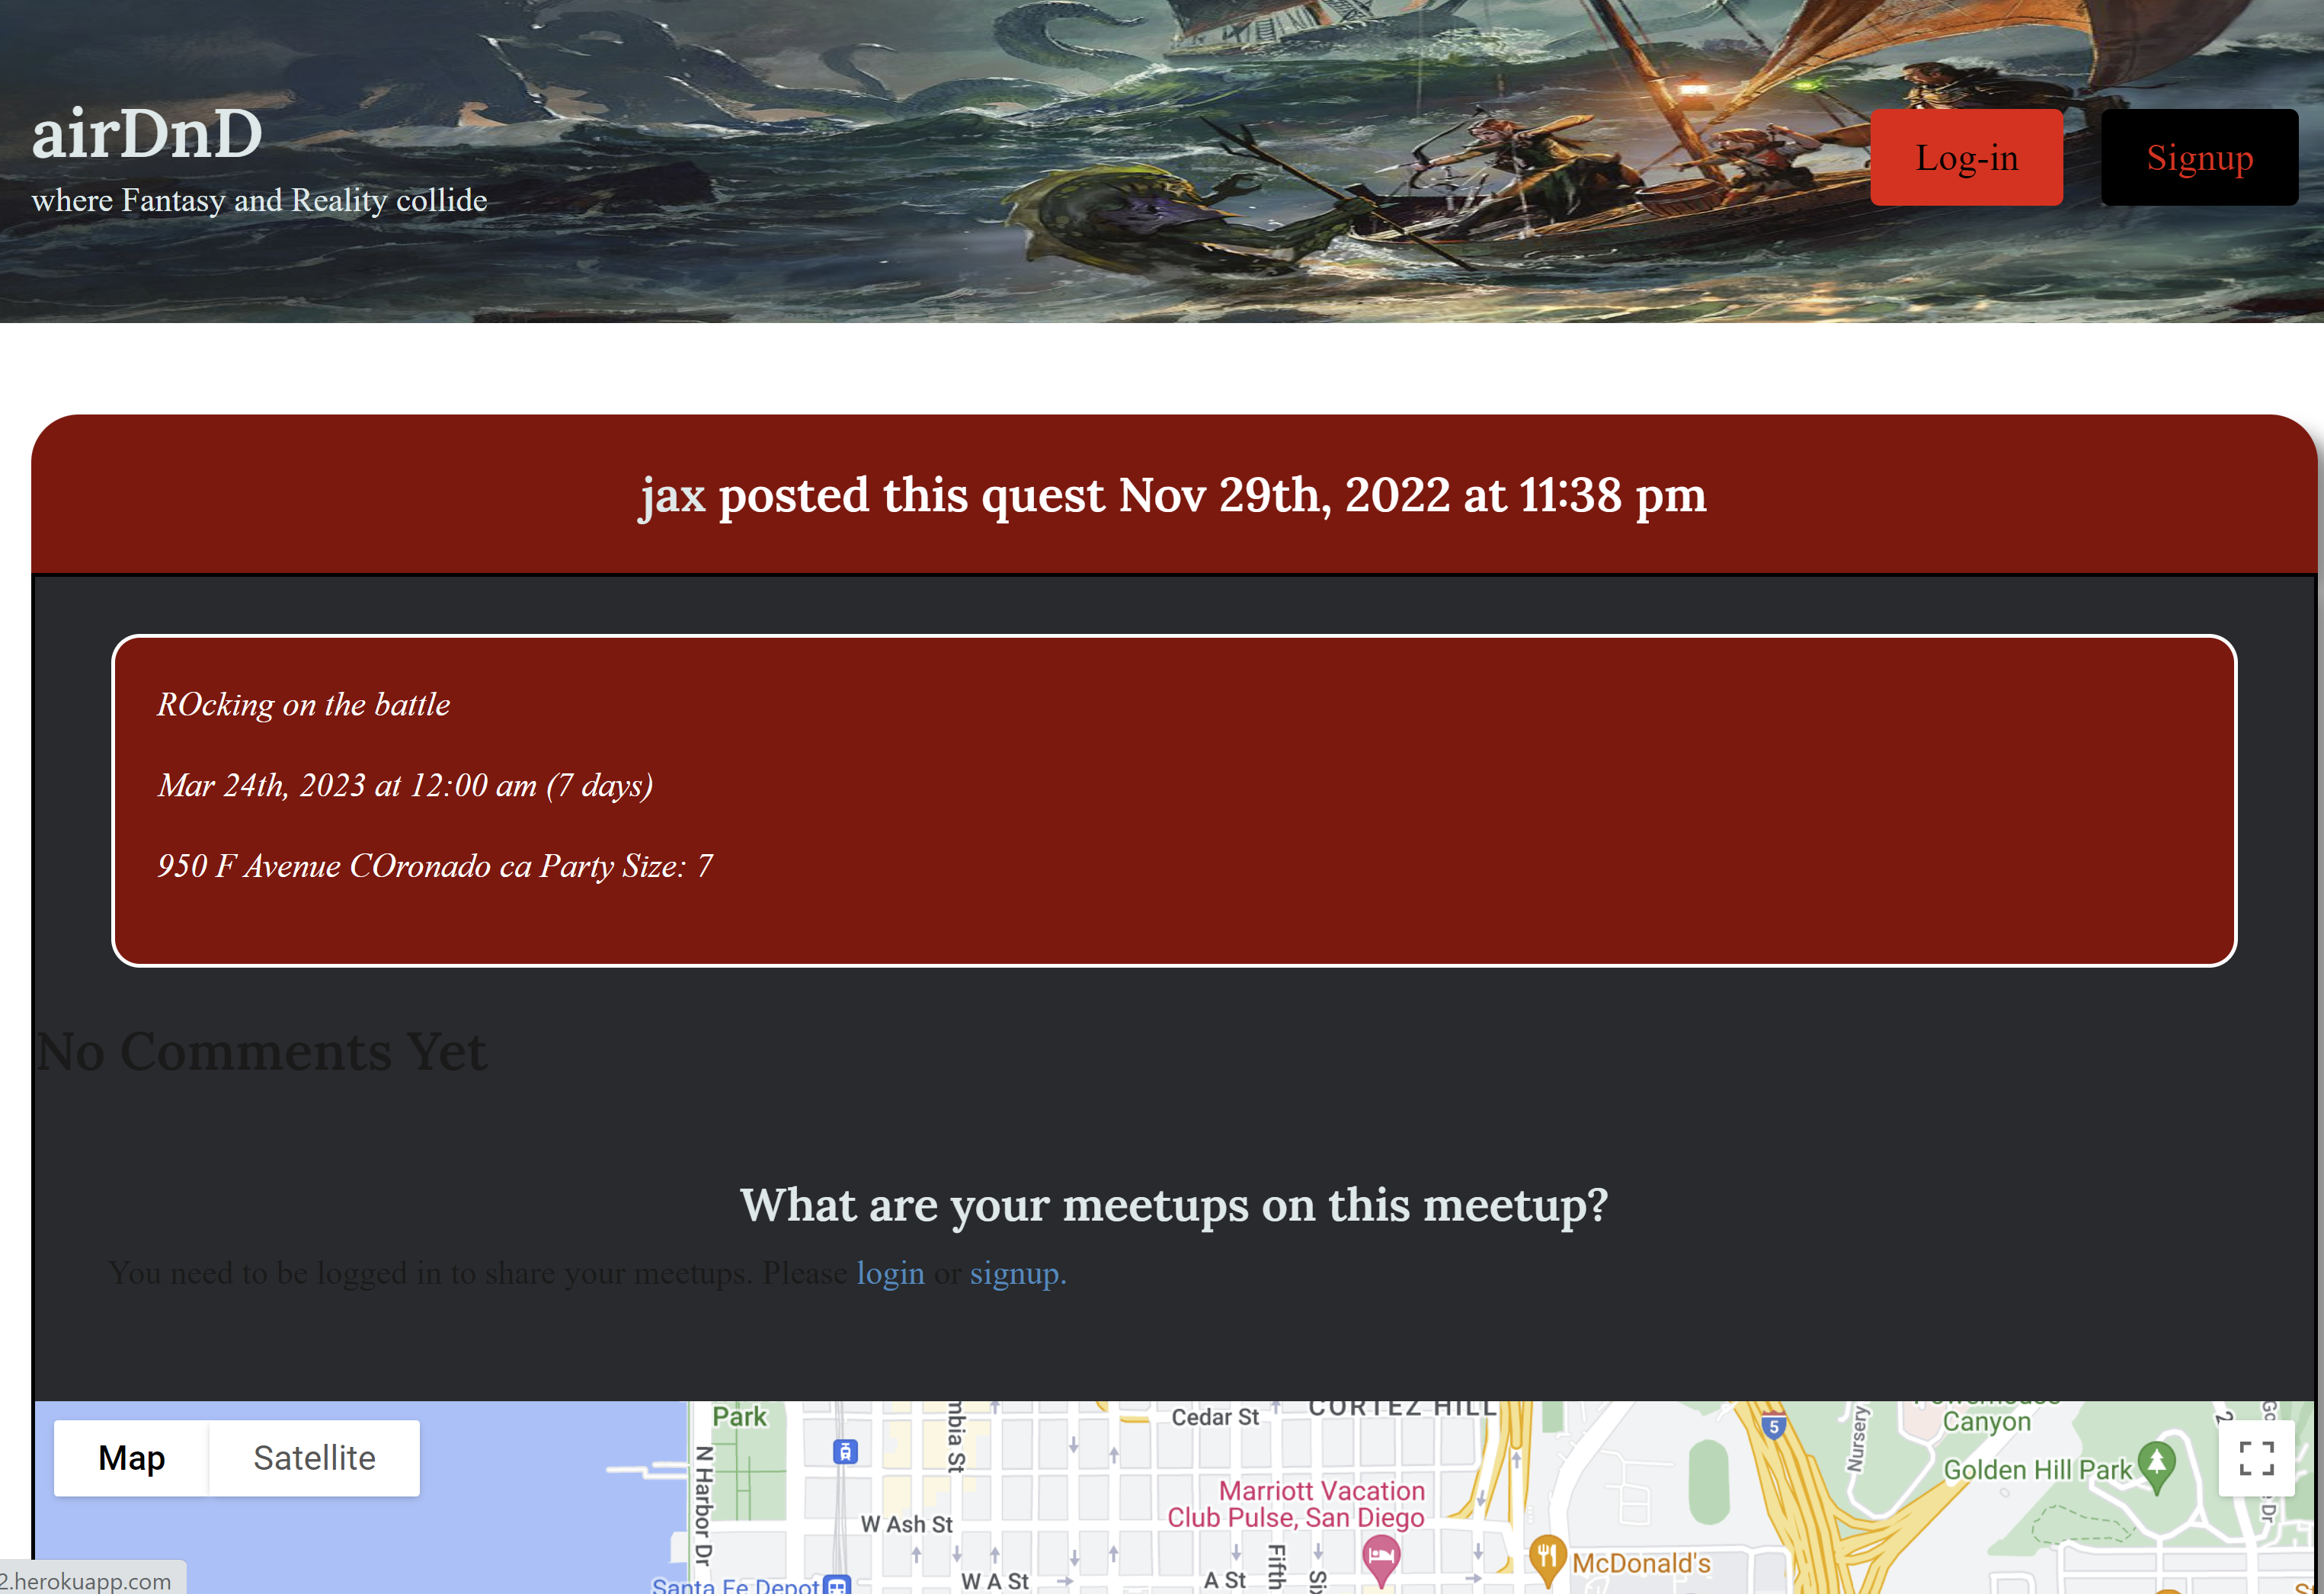 airDnD
where Fantasy and Reality collide
Log-in
Signup
jax posted this quest Nov 29th, 2022 at 11:38 pm
ROcking on the battle
Mar 24th, 2023 at 12:00 am (7 days)
950 F Avenue COronado ca Party Size: 7
No Comments Yet
What are your meetups on this meetup?
You need to be logged in to share your meetups. Please login or signup.
Map
Satellite
Park
N Harbor Dr
mbia St
Cedar St
CORTEZ HILL
5
Nursery
Canyon
Golden Hill Park
Marriott Vacation
Club Pulse, San Diego
W Ash St
Fifth
McDonald's
Santa Fe Depot
W A St
A St
Dr
2.herokuapp.com